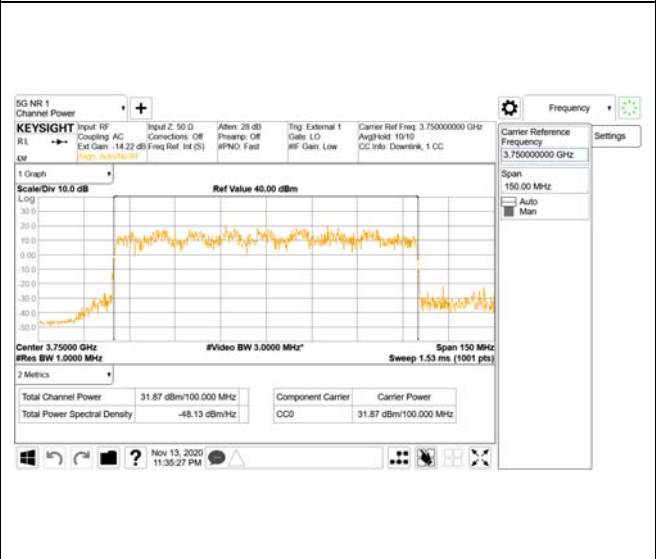 5G NR 1
Channel Power
Frequency
KEYSIGHT
Input: RF
Coupling: AC
Ext Gain: -14.22 dB
Align: Auto/No RF
Input Z: 50 Ω
Corrections: Off
Freq Ref: Int (S)
Atten: 28 dB
Preamp: Off
#PNO: Fast
Trig: External 1
Gate: LO
#IF Gain: Low
Carrier Ref Freq: 3.750000000 GHz
Avg|Hold: 10/10
CC Info: Downlink, 1 CC
R L
Carrier Reference
Frequency
3.750000000 GHz
Settings
Span
150.00 MHz
Auto
Man
1 Graph
Scale/Div 10.0 dB
Ref Value 40.00 dBm
Log
30.0
20.0
10.0
0.00
-10.0
-20.0
-30.0
-40.0
-50.0
Center 3.75000 GHz
#Video BW 3.0000 MHz*
Span 150 MHz
#Res BW 1.0000 MHz
Sweep 1.53 ms (1001 pts)
2 Metrics
Total Channel Power 31.87 dBm/100.000 MHz
Total Power Spectral Density -48.13 dBm/Hz
Component Carrier Carrier Power
CC0 31.87 dBm/100.000 MHz
Nov 13, 2020
11:35:27 PM